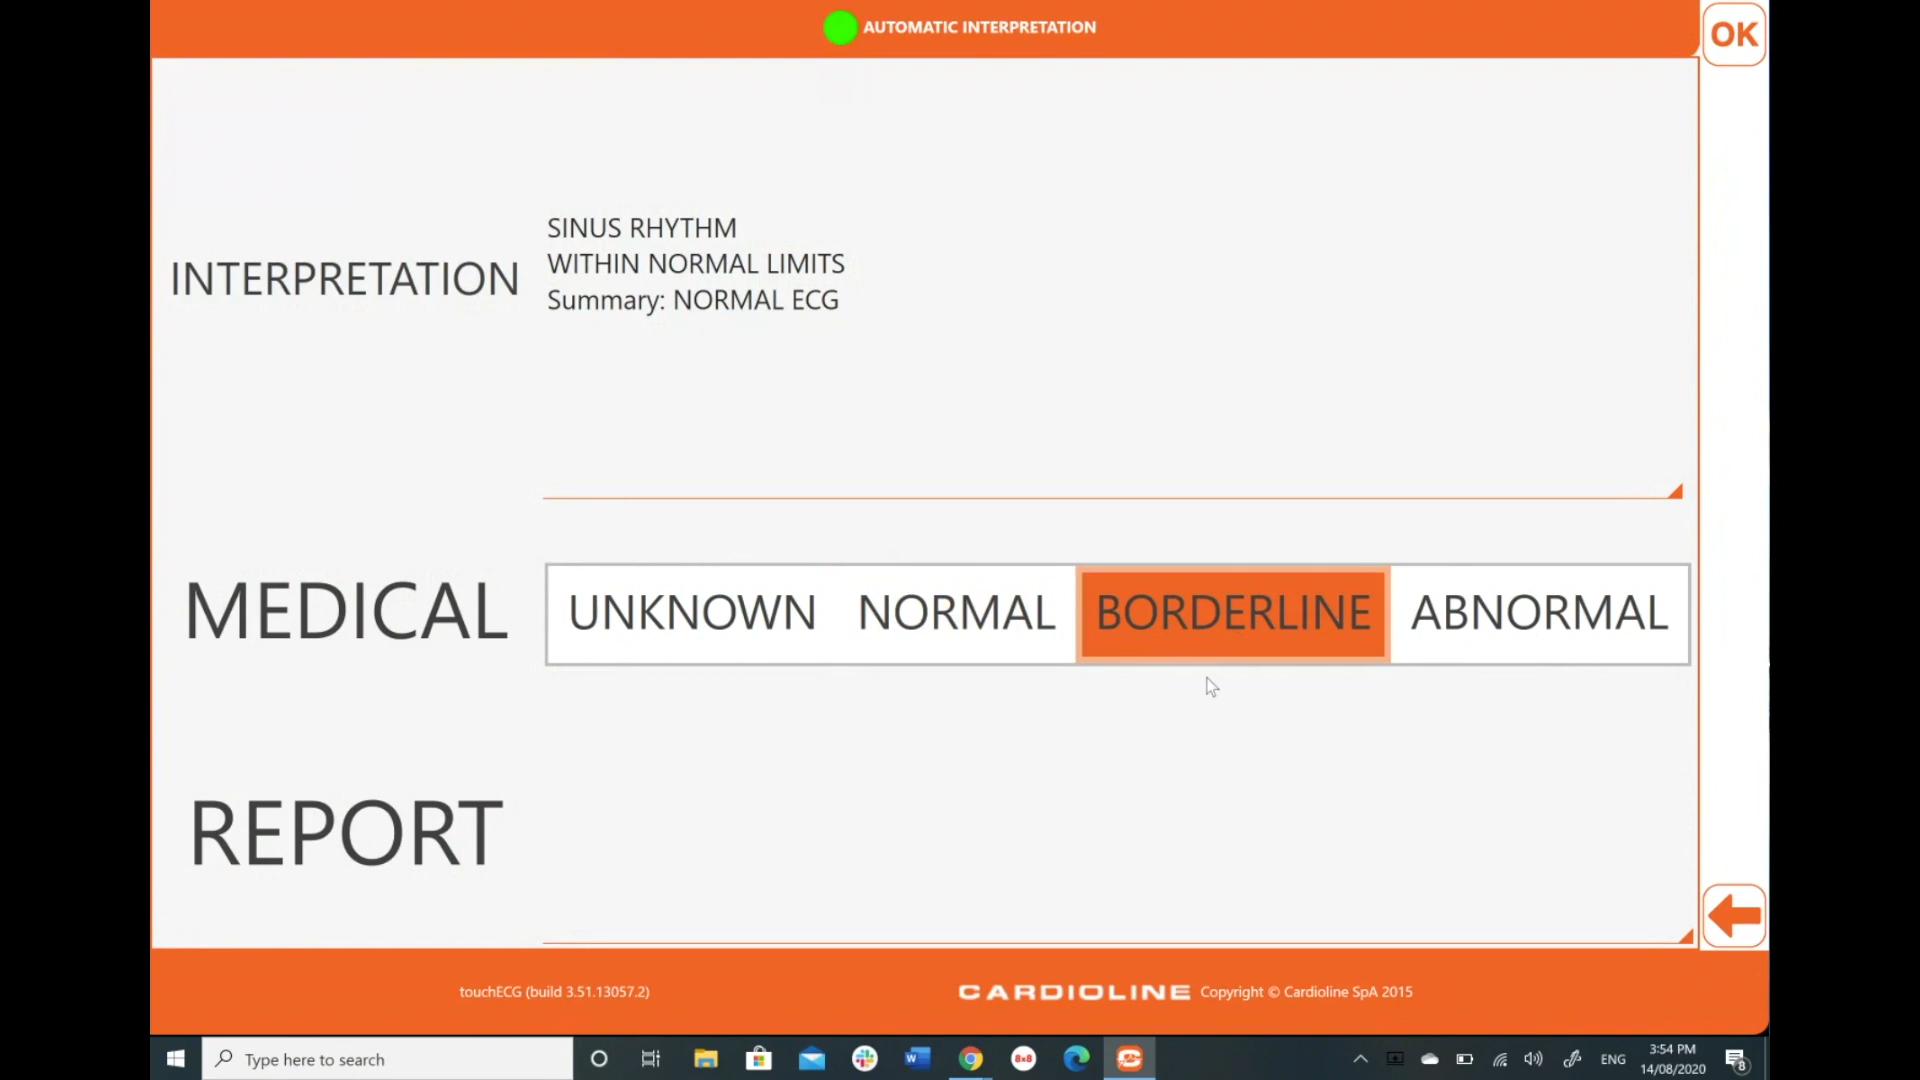 AUTOMATIC INTERPRETATION
OK
SINUS RHYTHM
WITHIN NORMAL LIMITS
Summary: NORMAL ECG
INTERPRETATION
MEDICAL
UNKNOWN NORMAL BORDERLINE ABNORMAL
REPORT
touchECG (build 3.51.13057.2)
CARDIOLINE Copyright © Cardioline SpA 2015
Type here to search
W
8x8
ENG
3:54 PM
14/08/2020
8